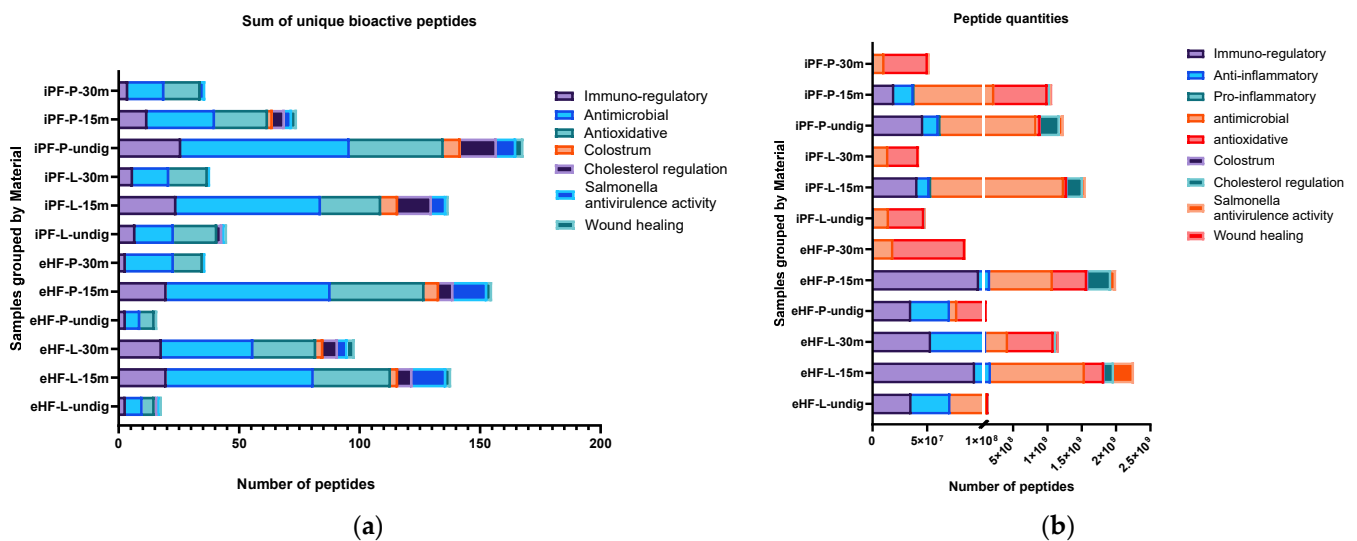 Sum of unique bioactive peptides
Samples grouped by Material
iPF-P-30m
iPF-P-15m
iPF-P-undig
iPF-L-30m
iPF-L-15m
iPF-L-undig
eHF-P-30m
eHF-P-15m
eHF-P-undig
eHF-L-30m
eHF-L-15m
eHF-L-undig
0 50 100 150 200
Number of peptides
Immuno-regulatory
Antimicrobial
Antioxidative
Colostrum
Cholesterol regulation
Salmonella
antivirulence activity
Wound healing
(a)
Peptide quantities
Samples grouped by Material
iPF-P-30m
iPF-P-15m
iPF-P-undig
iPF-L-30m
iPF-L-15m
iPF-L-undig
eHF-P-30m
eHF-P-15m
eHF-P-undig
eHF-L-30m
eHF-L-15m
eHF-L-undig
0 5×10⁷ 1×10⁸ 5×10⁸ 1×10⁹ 1.5×10⁹ 2×10⁹ 2.5×10⁹
Number of peptides
Immuno-regulatory
Anti-inflammatory
Pro-inflammatory
antimicrobial
antioxidative
Colostrum
Cholesterol regulation
Salmonella
antivirulence activity
Wound healing
(b)